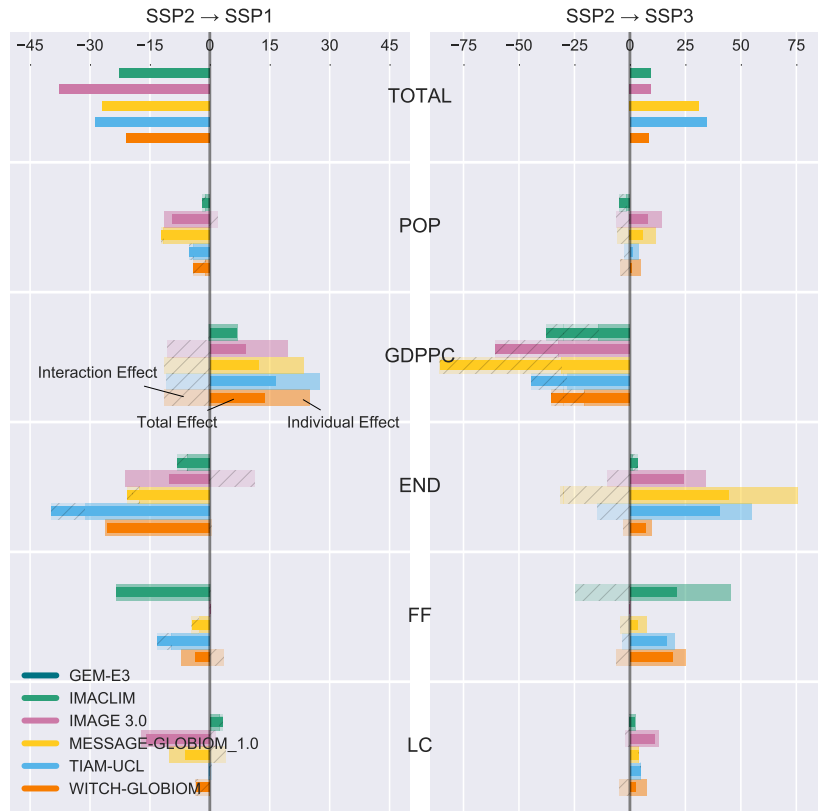 SSP2 → SSP1
SSP2 → SSP3
−45 −30 −15 0 15 30 45
−75 −50 −25 0 25 50 75
TOTAL
POP
GDPPC
Interaction Effect
Total Effect
Individual Effect
END
FF
GEM-E3
IMACLIM
IMAGE 3.0
MESSAGE-GLOBIOM_1.0
TIAM-UCL
WITCH-GLOBIOM
LC